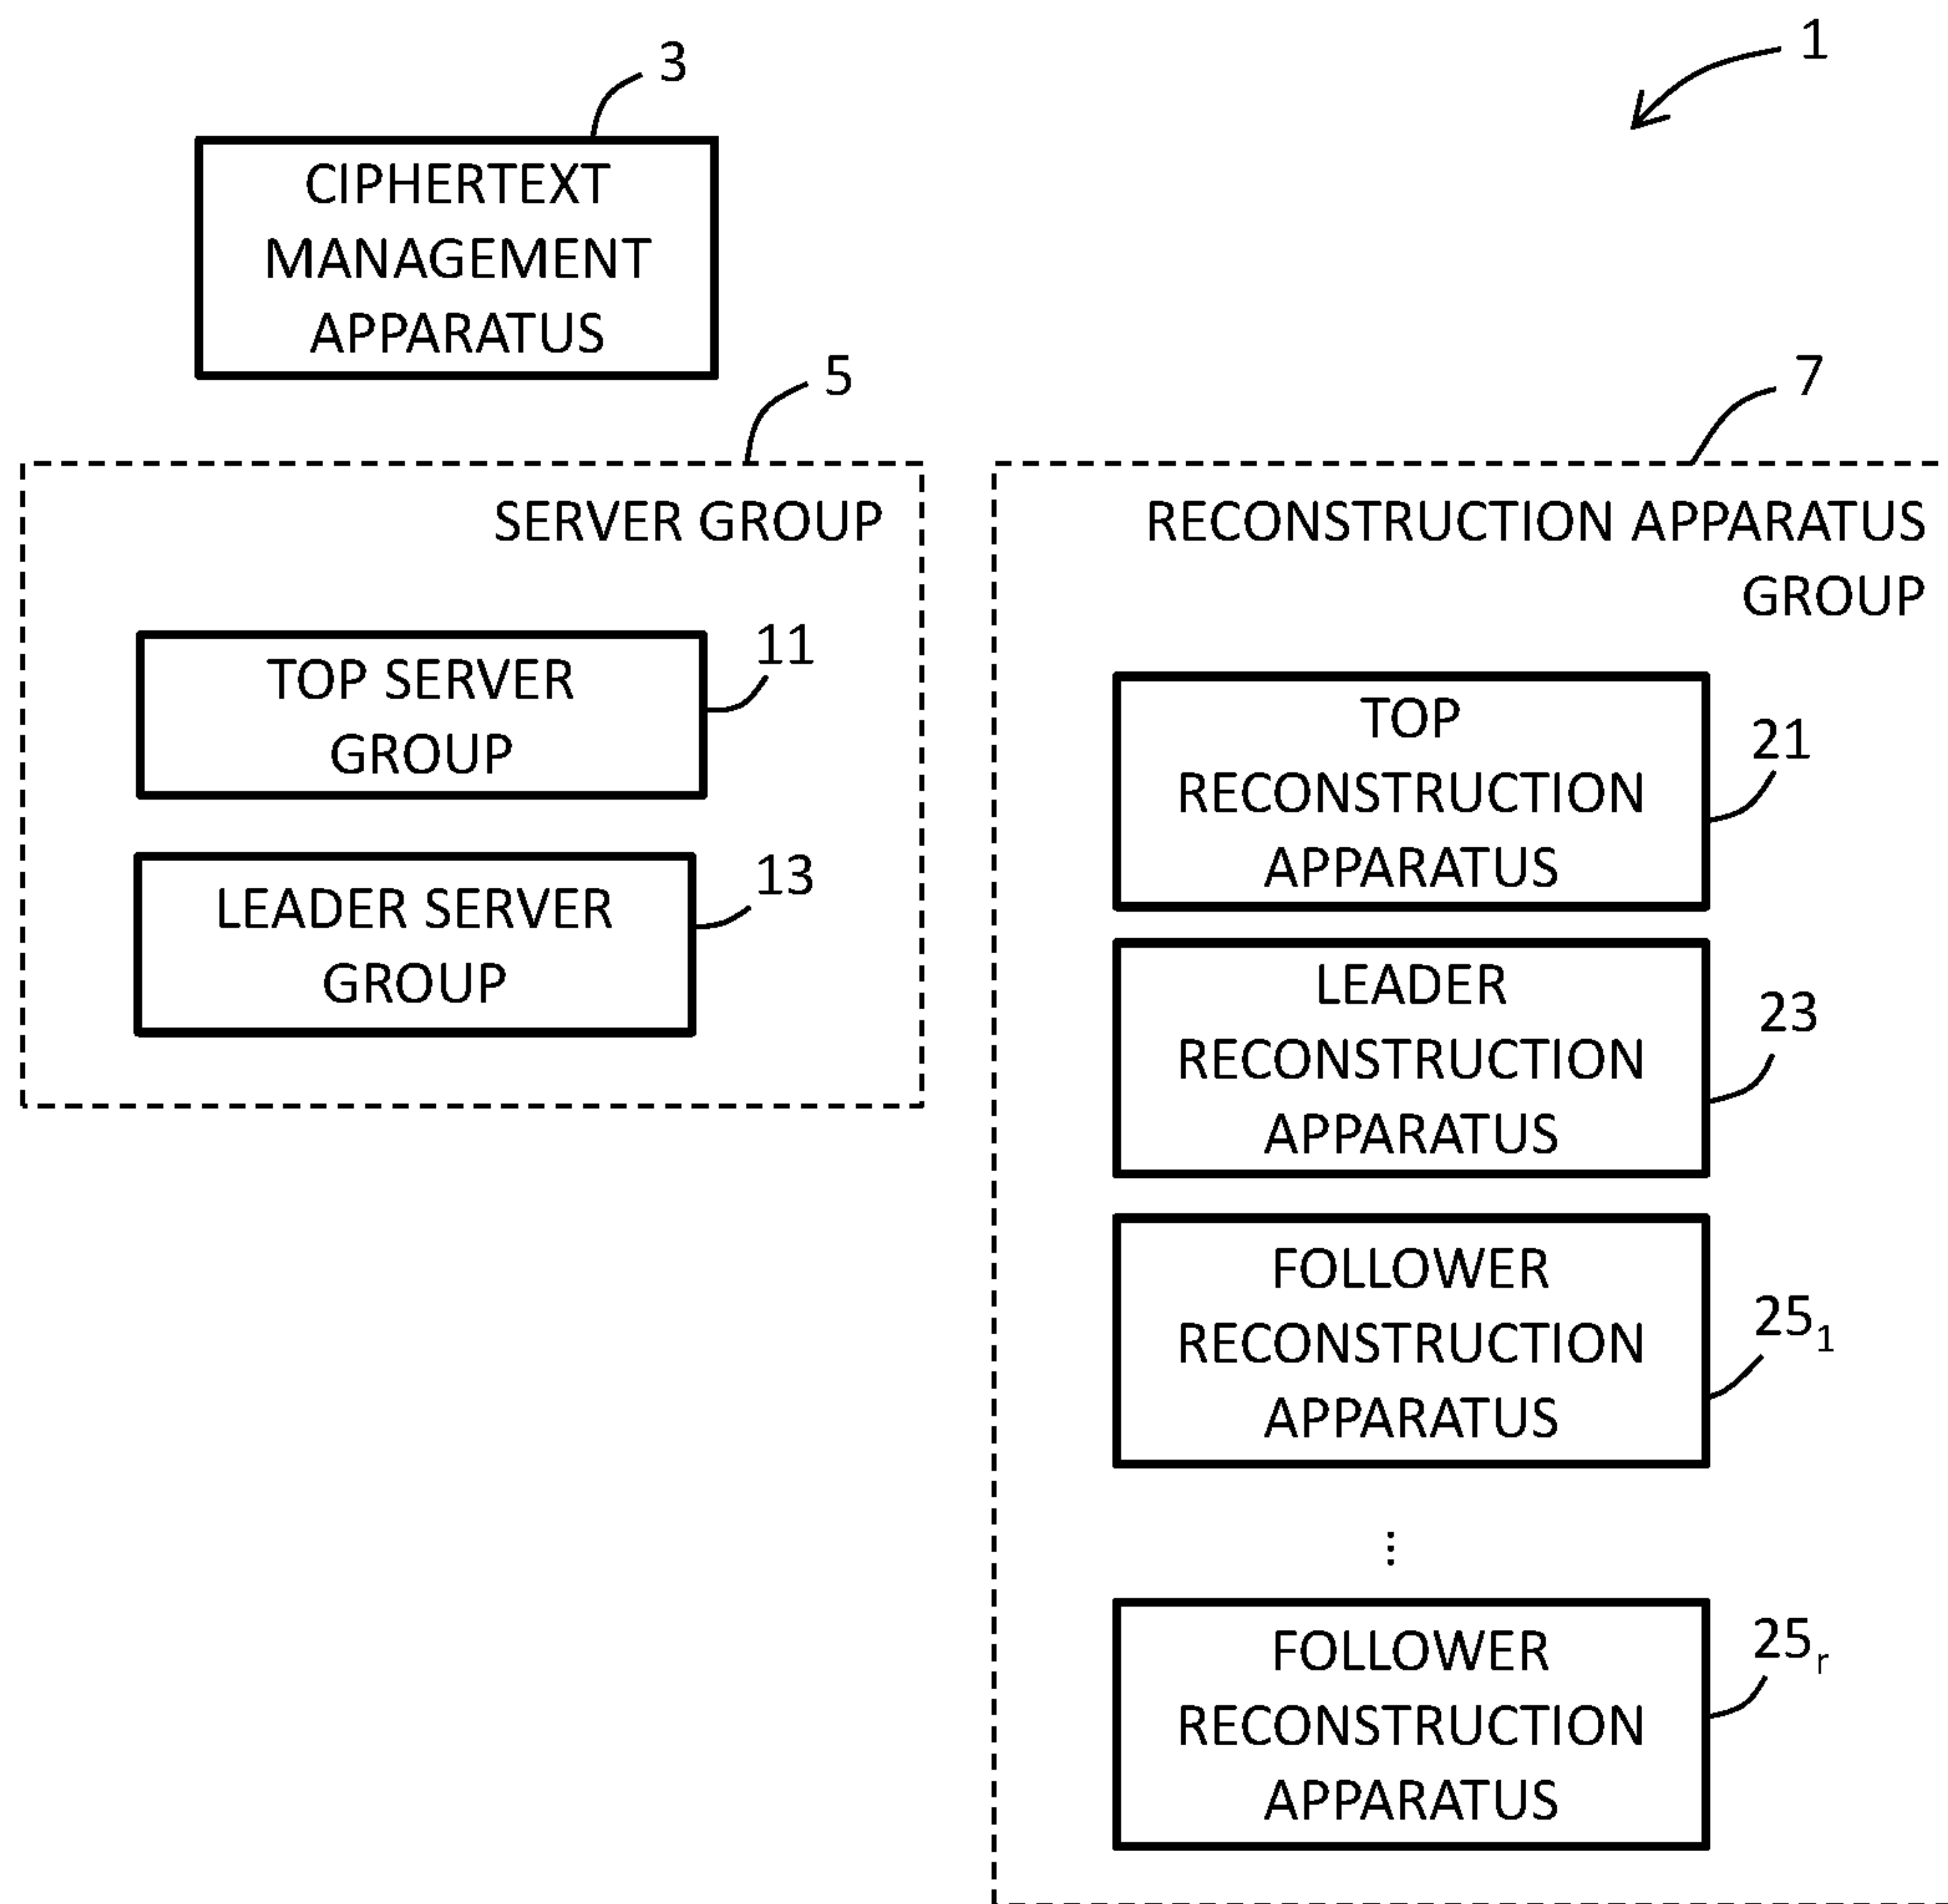 1
3
CIPHERTEXT
MANAGEMENT
APPARATUS
5
SERVER GROUP
11
TOP SERVER
GROUP
13
LEADER SERVER
GROUP
7
RECONSTRUCTION APPARATUS
GROUP
TOP
RECONSTRUCTION
APPARATUS
21
LEADER
RECONSTRUCTION
APPARATUS
23
FOLLOWER
RECONSTRUCTION
APPARATUS
25₁
⋮
FOLLOWER
RECONSTRUCTION
APPARATUS
25ᵣ